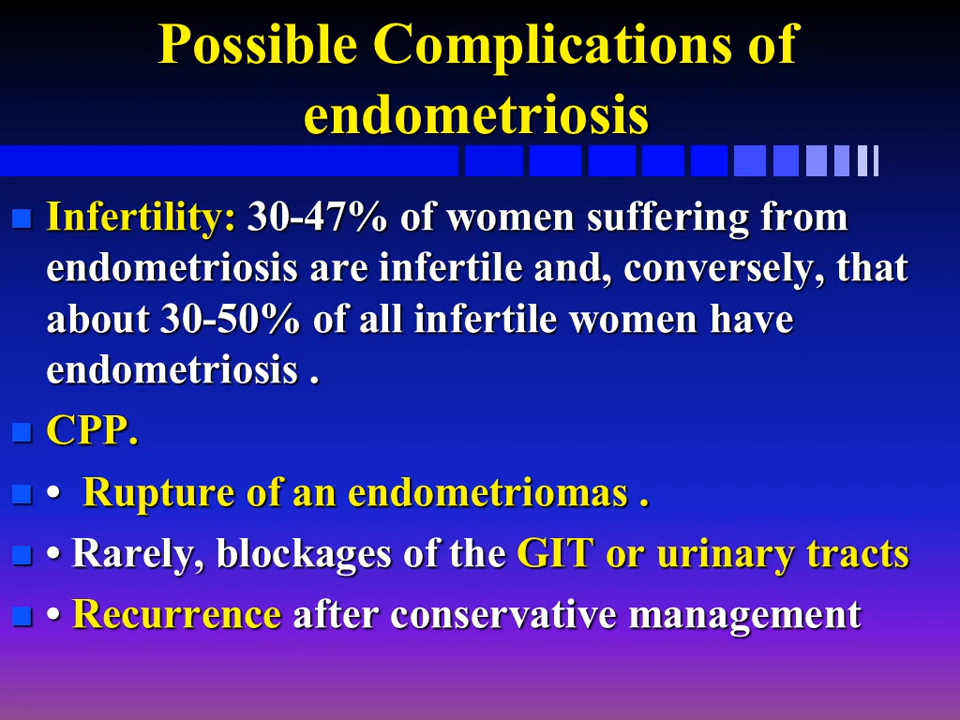 Possible Complications of
endometriosis
Infertility: 30-47% of women suffering from
endometriosis are infertile and, conversely, that
about 30-50% of all infertile women have
endometriosis .
CPP.
• Rupture of an endometriomas .
• Rarely, blockages of the GIT or urinary tracts
• Recurrence after conservative management